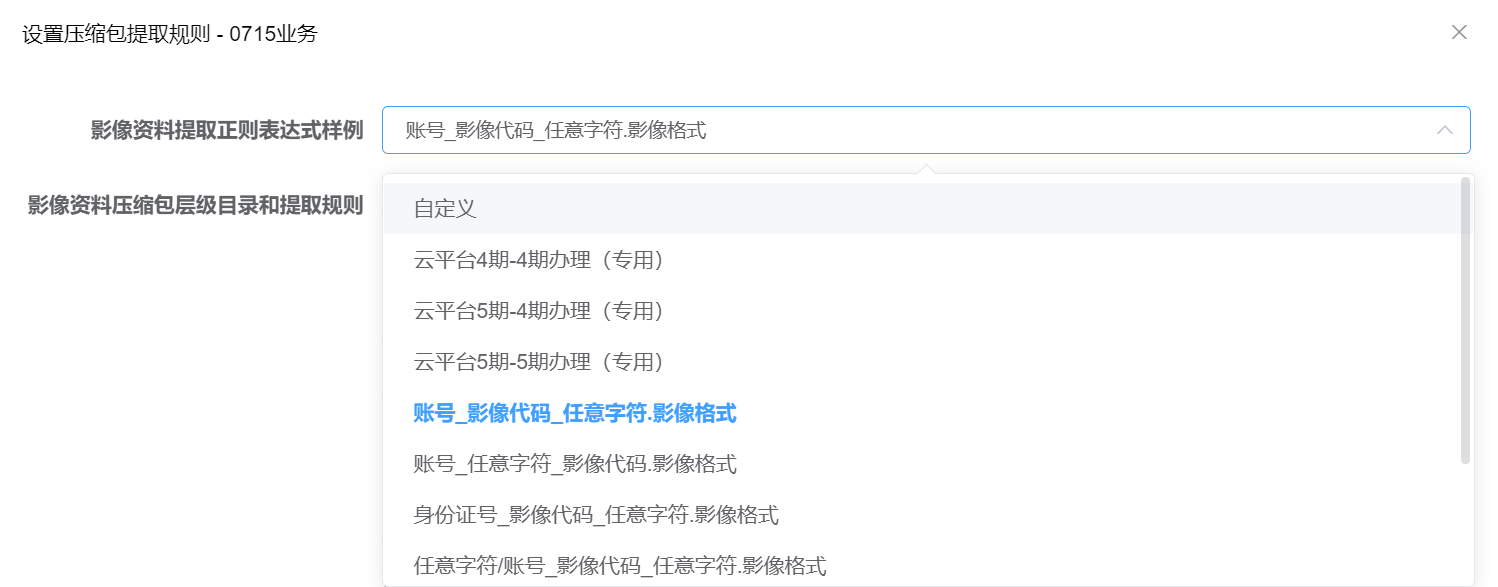 设置压缩包提取规则 - 0715业务
影像资料提取正则表达式样例
账号_影像代码_任意字符.影像格式
影像资料压缩包层级目录和提取规则
自定义
云平台4期-4期办理（专用）
云平台5期-4期办理（专用）
云平台5期-5期办理（专用）
账号_影像代码_任意字符.影像格式
账号_任意字符_影像代码.影像格式
身份证号_影像代码_任意字符.影像格式
任意字符/账号_影像代码_任意字符.影像格式